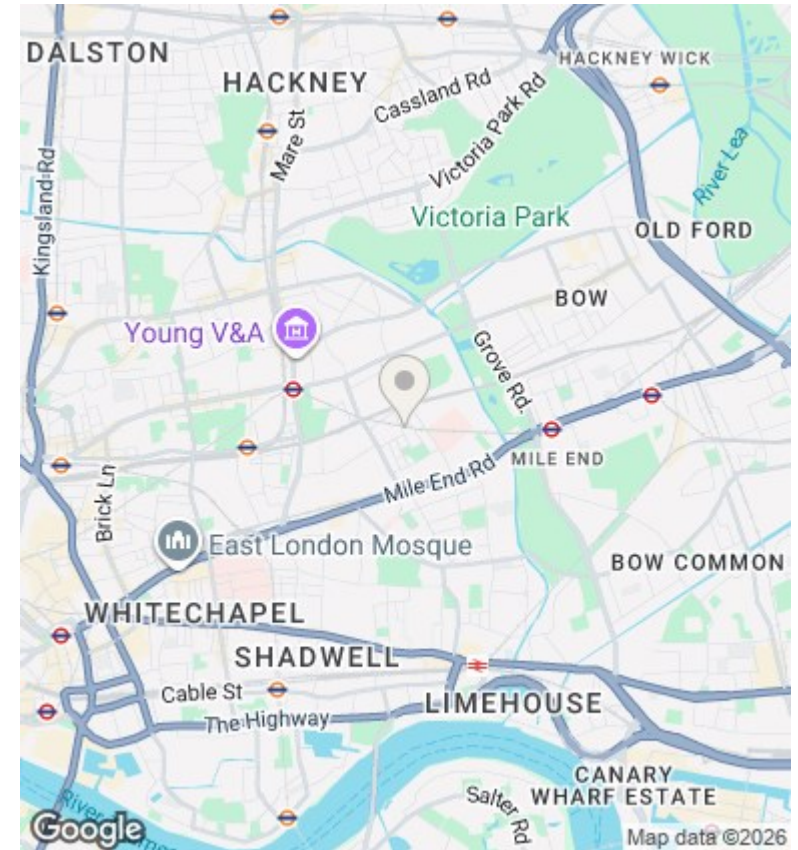 DALSTON
HACKNEY
HACKNEY WICK
Cassland Rd
Mare St
Victoria Park Rd
River Lea
Kingsland Rd
Victoria Park
OLD FORD
BOW
Young V&A
Grove Rd.
MILE END
Mile End Rd
Brick Ln
East London Mosque
BOW COMMON
WHITECHAPEL
SHADWELL
Cable St
LIMEHOUSE
The Highway
CANARY
WHARF ESTATE
Salter Rd
River
Google
Map data ©2026